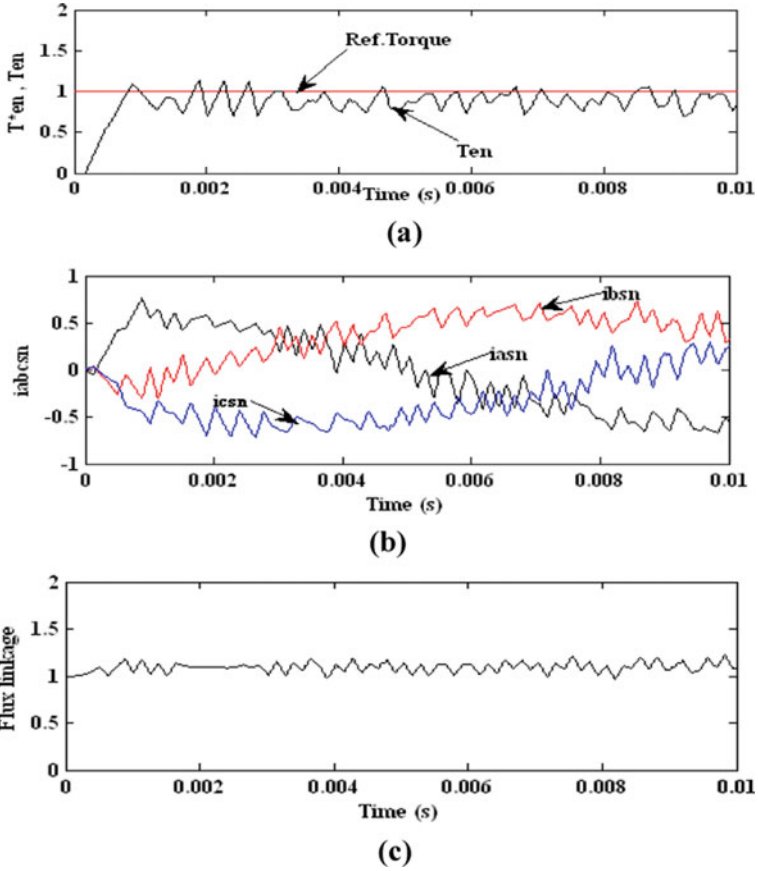 2
1.5
1
0.5
0
T*en , Ten
Ref.Torque
Ten
0 0.002 0.004 0.006 0.008 0.01
Time (s)
(a)
1
0.5
0
-0.5
-1
iabcsn
ibsn
iasn
icsn
0 0.002 0.004 0.006 0.008 0.01
Time (s)
(b)
2
1.5
1
0.5
0
Flux linkage
0 0.002 0.004 0.006 0.008 0.01
Time (s)
(c)